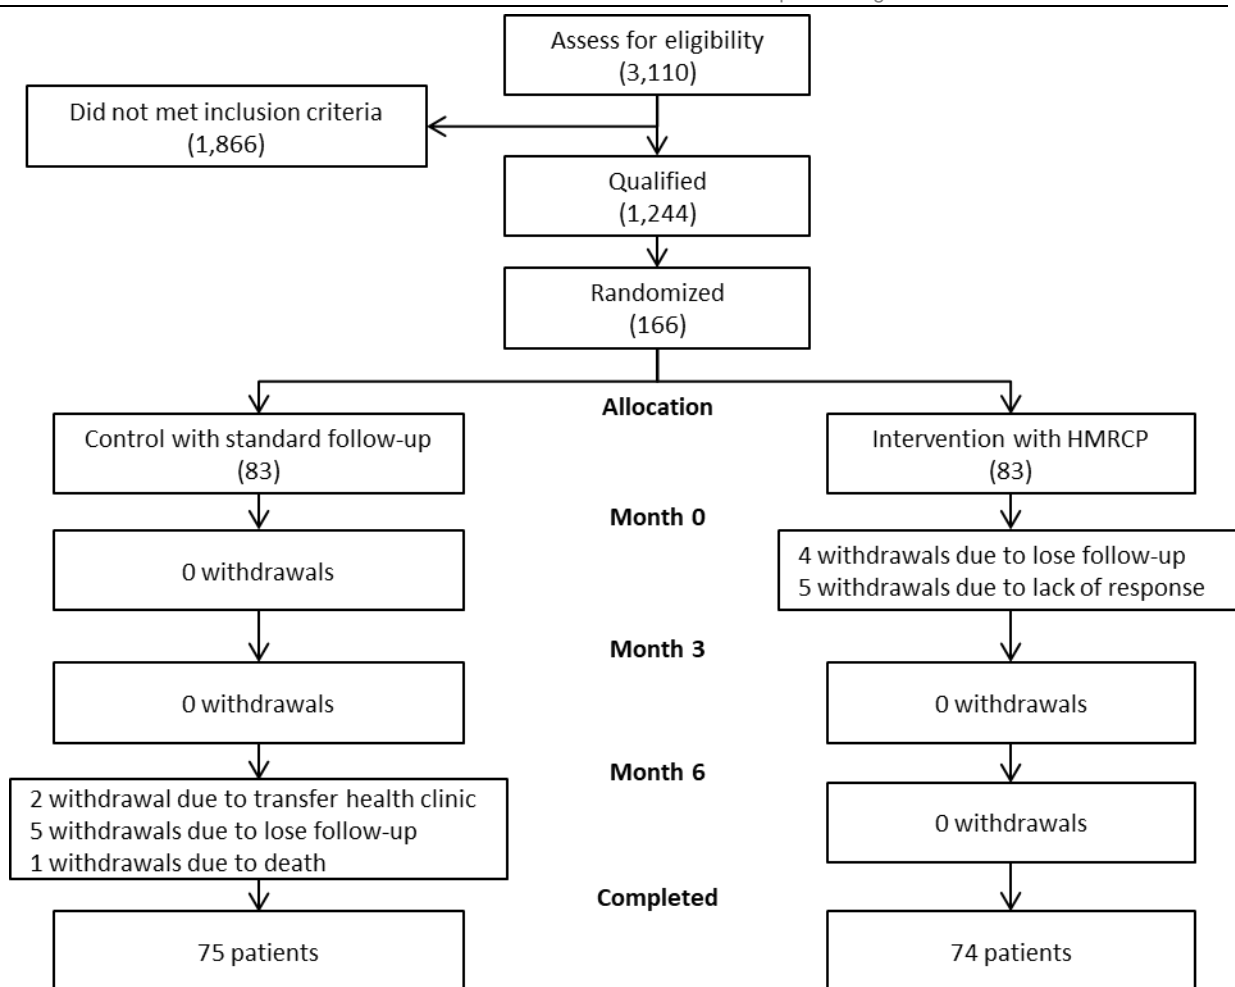 Assess for eligibility
(3,110)
Did not met inclusion criteria
(1,866)
Qualified
(1,244)
Randomized
(166)
Allocation
Control with standard follow-up
(83)
Intervention with HMRCP
(83)
Month 0
0 withdrawals
4 withdrawals due to lose follow-up
5 withdrawals due to lack of response
Month 3
0 withdrawals
0 withdrawals
Month 6
2 withdrawal due to transfer health clinic
5 withdrawals due to lose follow-up
1 withdrawals due to death
0 withdrawals
Completed
75 patients
74 patients